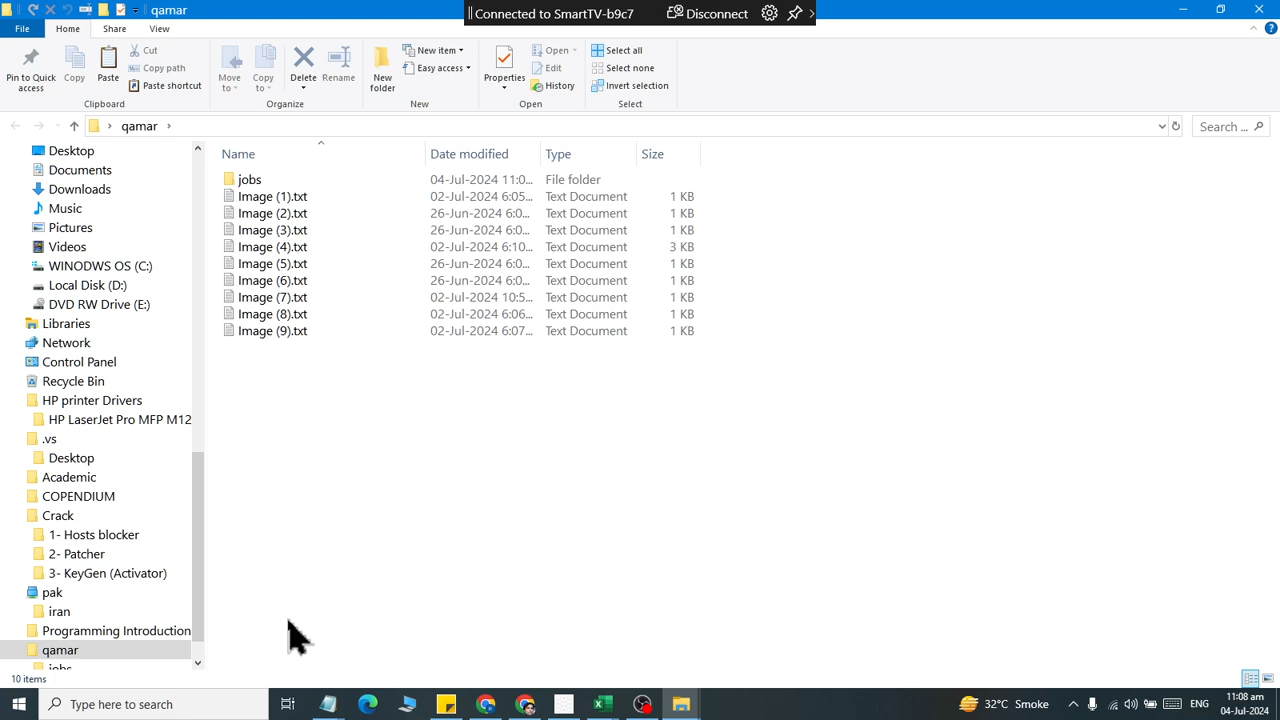 qamar
Connected to SmartTV-b9c7 Disconnect
File Home Share View
Pin to Quick access
Copy
Paste
Cut
Copy path
Paste shortcut
Clipboard
Move to
Copy to
Delete
Rename
Organize
New folder
New item
Easy access
New
Properties
Open
Edit
History
Open
Select all
Select none
Invert selection
Select
qamar
Search ...
Desktop
Documents
Downloads
Music
Pictures
Videos
WINODWS OS (C:)
Local Disk (D:)
DVD RW Drive (E:)
Libraries
Network
Control Panel
Recycle Bin
HP printer Drivers
HP LaserJet Pro MFP M12
.vs
Desktop
Academic
COPENDIUM
Crack
1- Hosts blocker
2- Patcher
3- KeyGen (Activator)
pak
iran
Programming Introduction
qamar
jobs
Name Date modified Type Size
jobs 04-Jul-2024 11:0... File folder
Image (1).txt 02-Jul-2024 6:05... Text Document 1 KB
Image (2).txt 26-Jun-2024 6:0... Text Document 1 KB
Image (3).txt 26-Jun-2024 6:0... Text Document 1 KB
Image (4).txt 02-Jul-2024 6:10... Text Document 3 KB
Image (5).txt 26-Jun-2024 6:0... Text Document 1 KB
Image (6).txt 26-Jun-2024 6:0... Text Document 1 KB
Image (7).txt 02-Jul-2024 10:5... Text Document 1 KB
Image (8).txt 02-Jul-2024 6:06... Text Document 1 KB
Image (9).txt 02-Jul-2024 6:07... Text Document 1 KB
10 items
Type here to search
32°C Smoke
ENG
11:08 am
04-Jul-2024